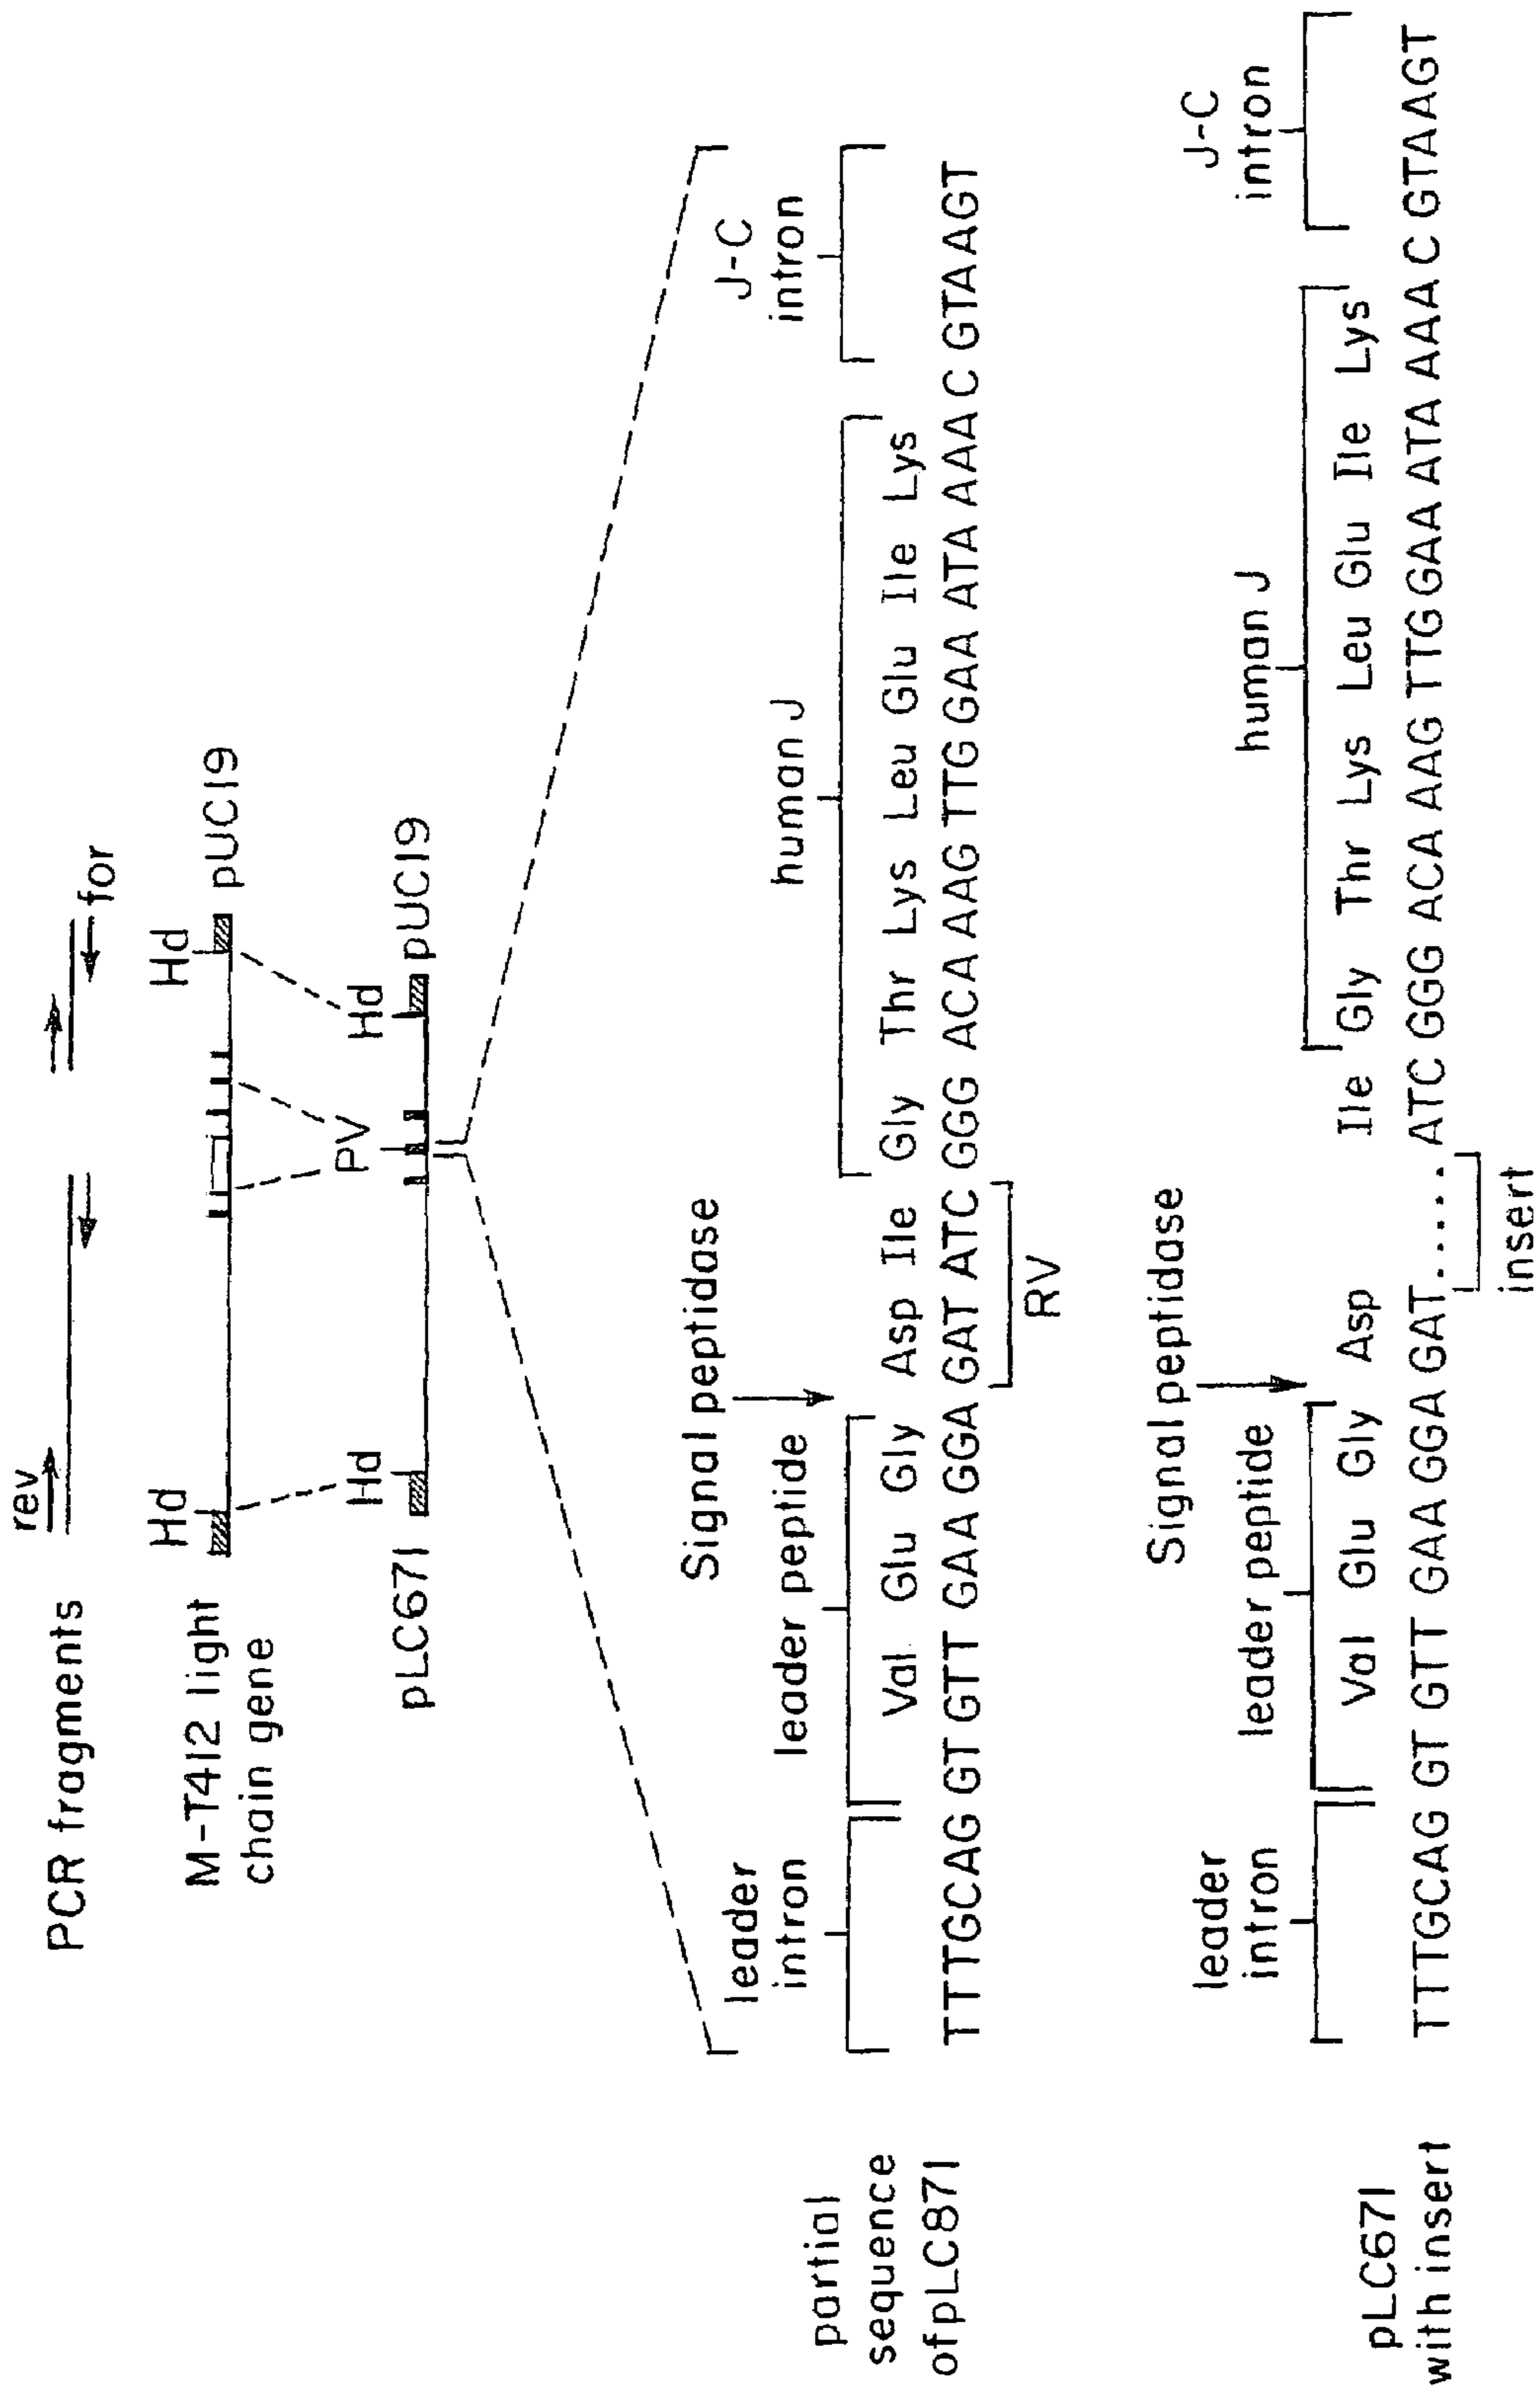 PCR fragments
rev
for
M-T412 light
chain gene
Hd
Hd
pUC19
PV
Hd
Hd
pLC671
pUC19
Signal peptidase
leader
intron
leader peptide
human J
J-C
intron
Val Glu Gly Asp Ile Gly Thr Lys Leu Glu Ile Lys
partial
sequence
of pLC871
TTTGCAG GT GTT GAA GGA GAT ATC GGG ACA AAG TTG GAA ATA AAA C GTAAGT
RV
Signal peptidase
leader
intron
leader peptide
human J
J-C
intron
Val Glu Gly Asp Ile Gly Thr Lys Leu Glu Ile Lys
pLC671
with insert
TTTGCAG GT GTT GAA GGA GAT..... ATC GGG ACA AAG TTG GAA ATA AAA C GTAAGT
insert